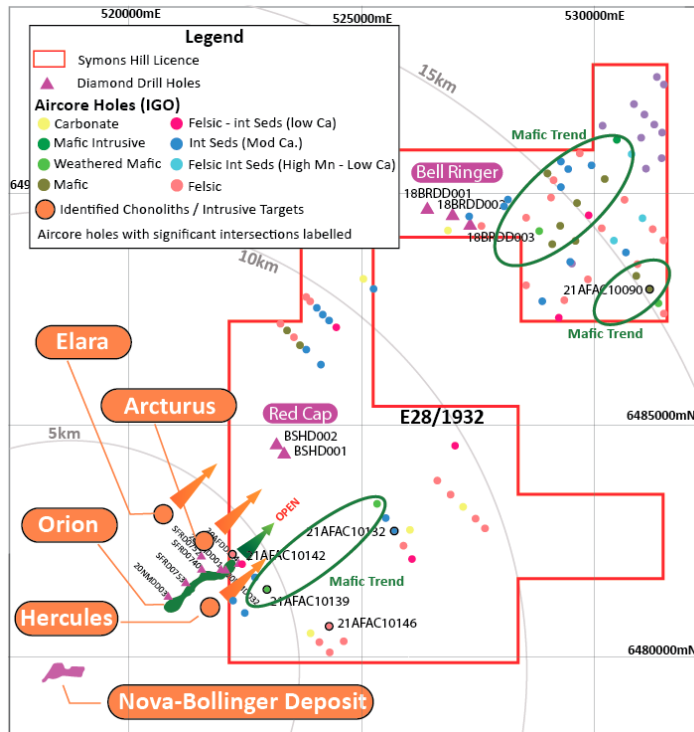 520000mE
525000mE
530000mE
Legend
Symons Hill Licence
Diamond Drill Holes
Aircore Holes (IGO)
Carbonate
Felsic - int Seds (low Ca)
Mafic Intrusive
Int Seds (Mod Ca.)
Weathered Mafic
Felsic Int Seds (High Mn - Low Ca)
Mafic
Felsic
Identified Chonoliths / Intrusive Targets
Aircore holes with significant intersections labelled
15km
Mafic Trend
Bell Ringer
649
18BRDD001
18BRDD002
18BRDD003
10km
21AFAC10090
Mafic Trend
Elara
Arcturus
Red Cap
6485000mN
E28/1932
BSHD002
BSHD001
5km
Orion
OPEN
21AFAC10132
21AFAC10142
SFRD0740
SFRD0753
20NMDD03
Mafic Trend
21AFAC10139
Hercules
21AFAC10146
6480000mN
Nova-Bollinger Deposit